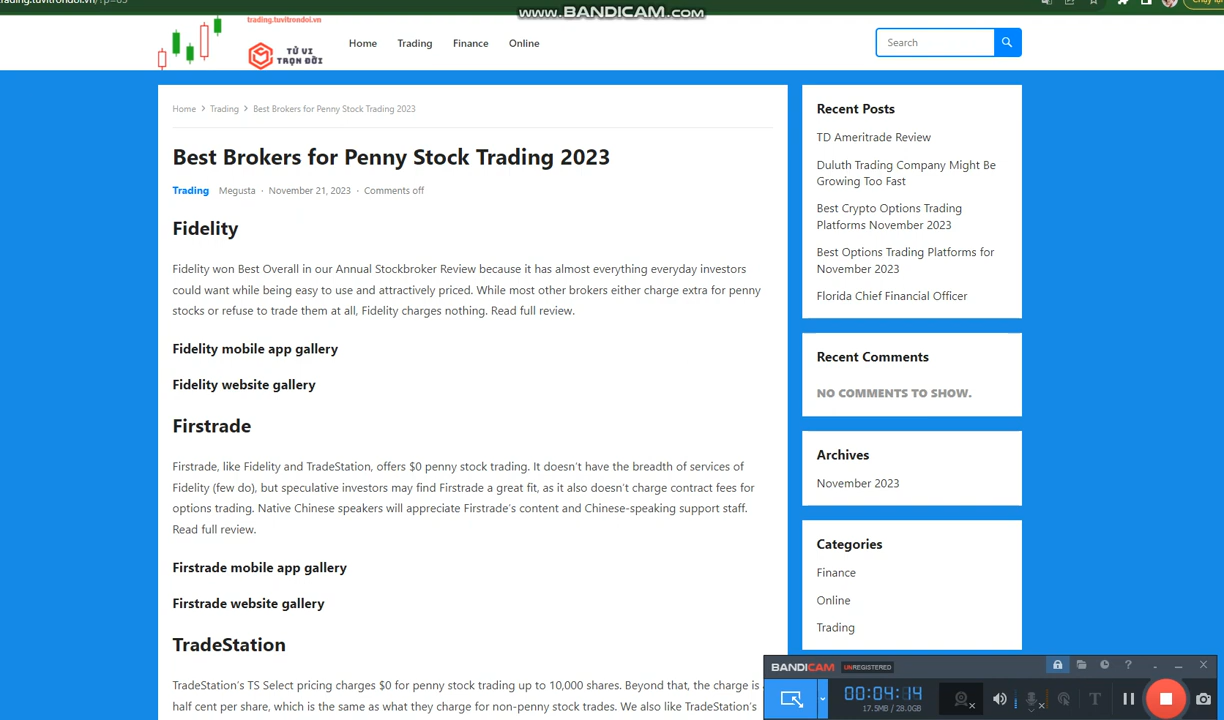 trading.tuvitrondoi.vn/?p=85
www.BANDICAM.com
trading.tuvitrondoi.vn
TỬ VI
TRỌN ĐỜI
Home
Trading
Finance
Online
Search
Home > Trading > Best Brokers for Penny Stock Trading 2023
Best Brokers for Penny Stock Trading 2023
Trading Megusta · November 21, 2023 · Comments off
Fidelity
Fidelity won Best Overall in our Annual Stockbroker Review because it has almost everything everyday investors
could want while being easy to use and attractively priced. While most other brokers either charge extra for penny
stocks or refuse to trade them at all, Fidelity charges nothing. Read full review.
Fidelity mobile app gallery
Fidelity website gallery
Firstrade
Firstrade, like Fidelity and TradeStation, offers $0 penny stock trading. It doesn't have the breadth of services of
Fidelity (few do), but speculative investors may find Firstrade a great fit, as it also doesn't charge contract fees for
options trading. Native Chinese speakers will appreciate Firstrade's content and Chinese-speaking support staff.
Read full review.
Firstrade mobile app gallery
Firstrade website gallery
TradeStation
TradeStation's TS Select pricing charges $0 for penny stock trading up to 10,000 shares. Beyond that, the charge is
half cent per share, which is the same as what they charge for non-penny stock trades. We also like TradeStation's
Recent Posts
TD Ameritrade Review
Duluth Trading Company Might Be
Growing Too Fast
Best Crypto Options Trading
Platforms November 2023
Best Options Trading Platforms for
November 2023
Florida Chief Financial Officer
Recent Comments
NO COMMENTS TO SHOW.
Archives
November 2023
Categories
Finance
Online
Trading
BANDICAM UNREGISTERED
00:04:14
17.5MB / 28.0GB